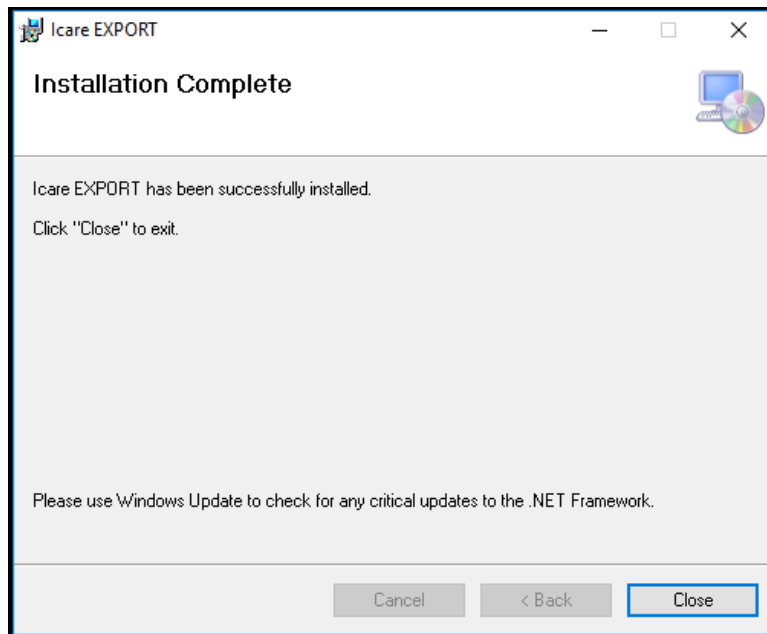 Icare EXPORT
Installation Complete
Icare EXPORT has been successfully installed.
Click "Close" to exit.
Please use Windows Update to check for any critical updates to the .NET Framework.
Cancel
< Back
Close